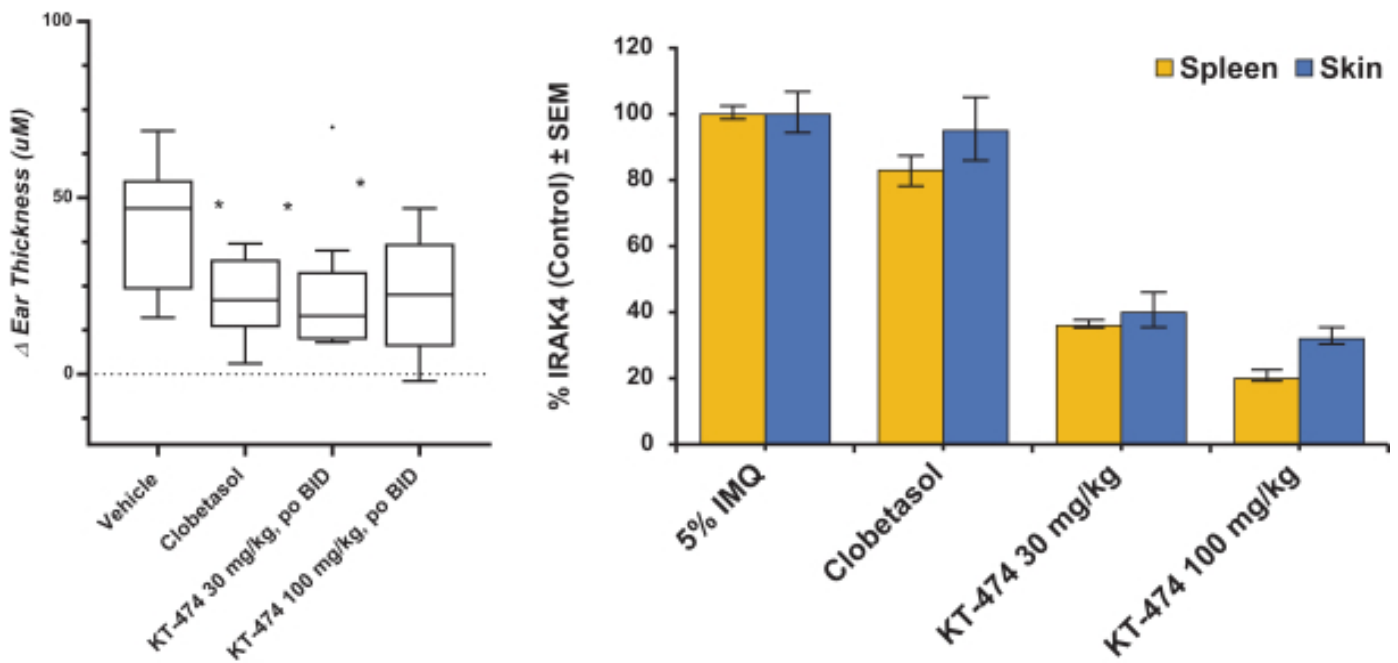 100
50
0
Δ Ear Thickness (uM)
*
*
*
Vehicle
Clobetasol
KT-474 30 mg/kg, po BID
KT-474 100 mg/kg, po BID
120
100
80
60
40
20
0
% IRAK4 (Control) ± SEM
Spleen Skin
5% IMQ
Clobetasol
KT-474 30 mg/kg
KT-474 100 mg/kg